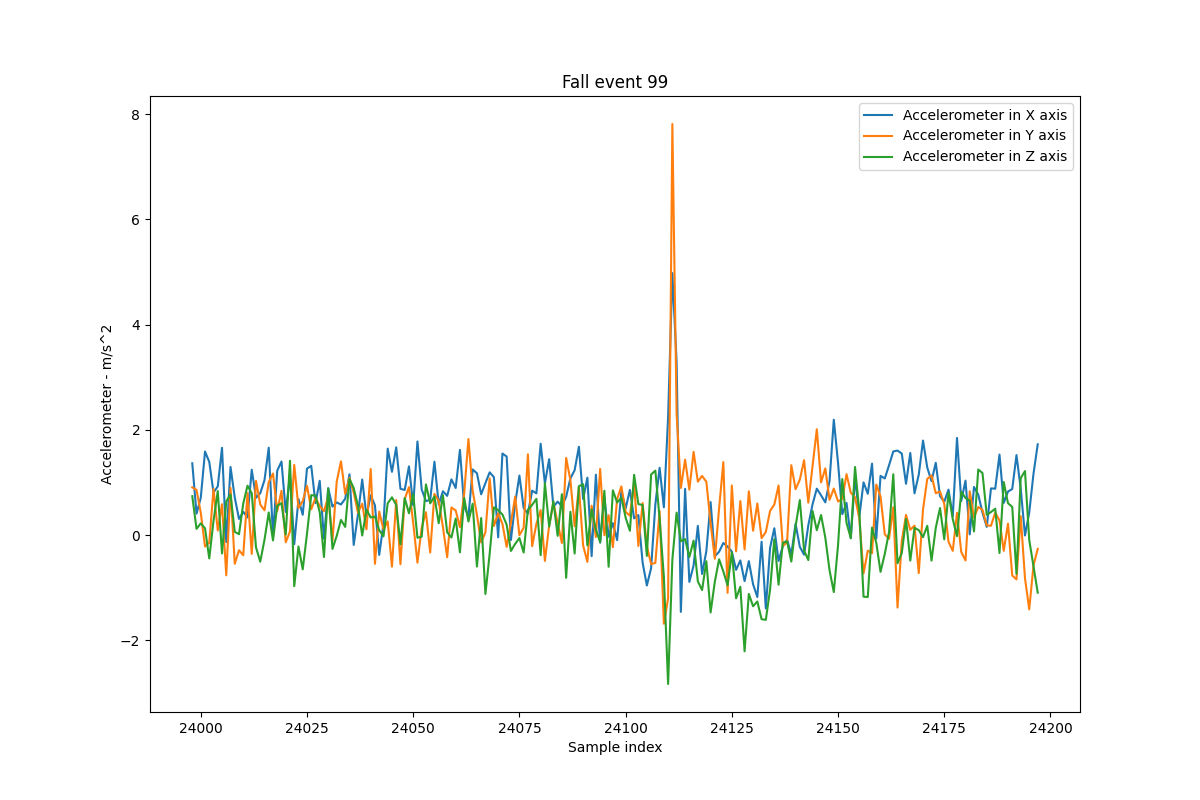 Fall event 99
Accelerometer in X axis
Accelerometer in Y axis
Accelerometer in Z axis
Accelerometer - m/s^2
8
6
4
2
0
−2
24000 24025 24050 24075 24100 24125 24150 24175 24200
Sample index